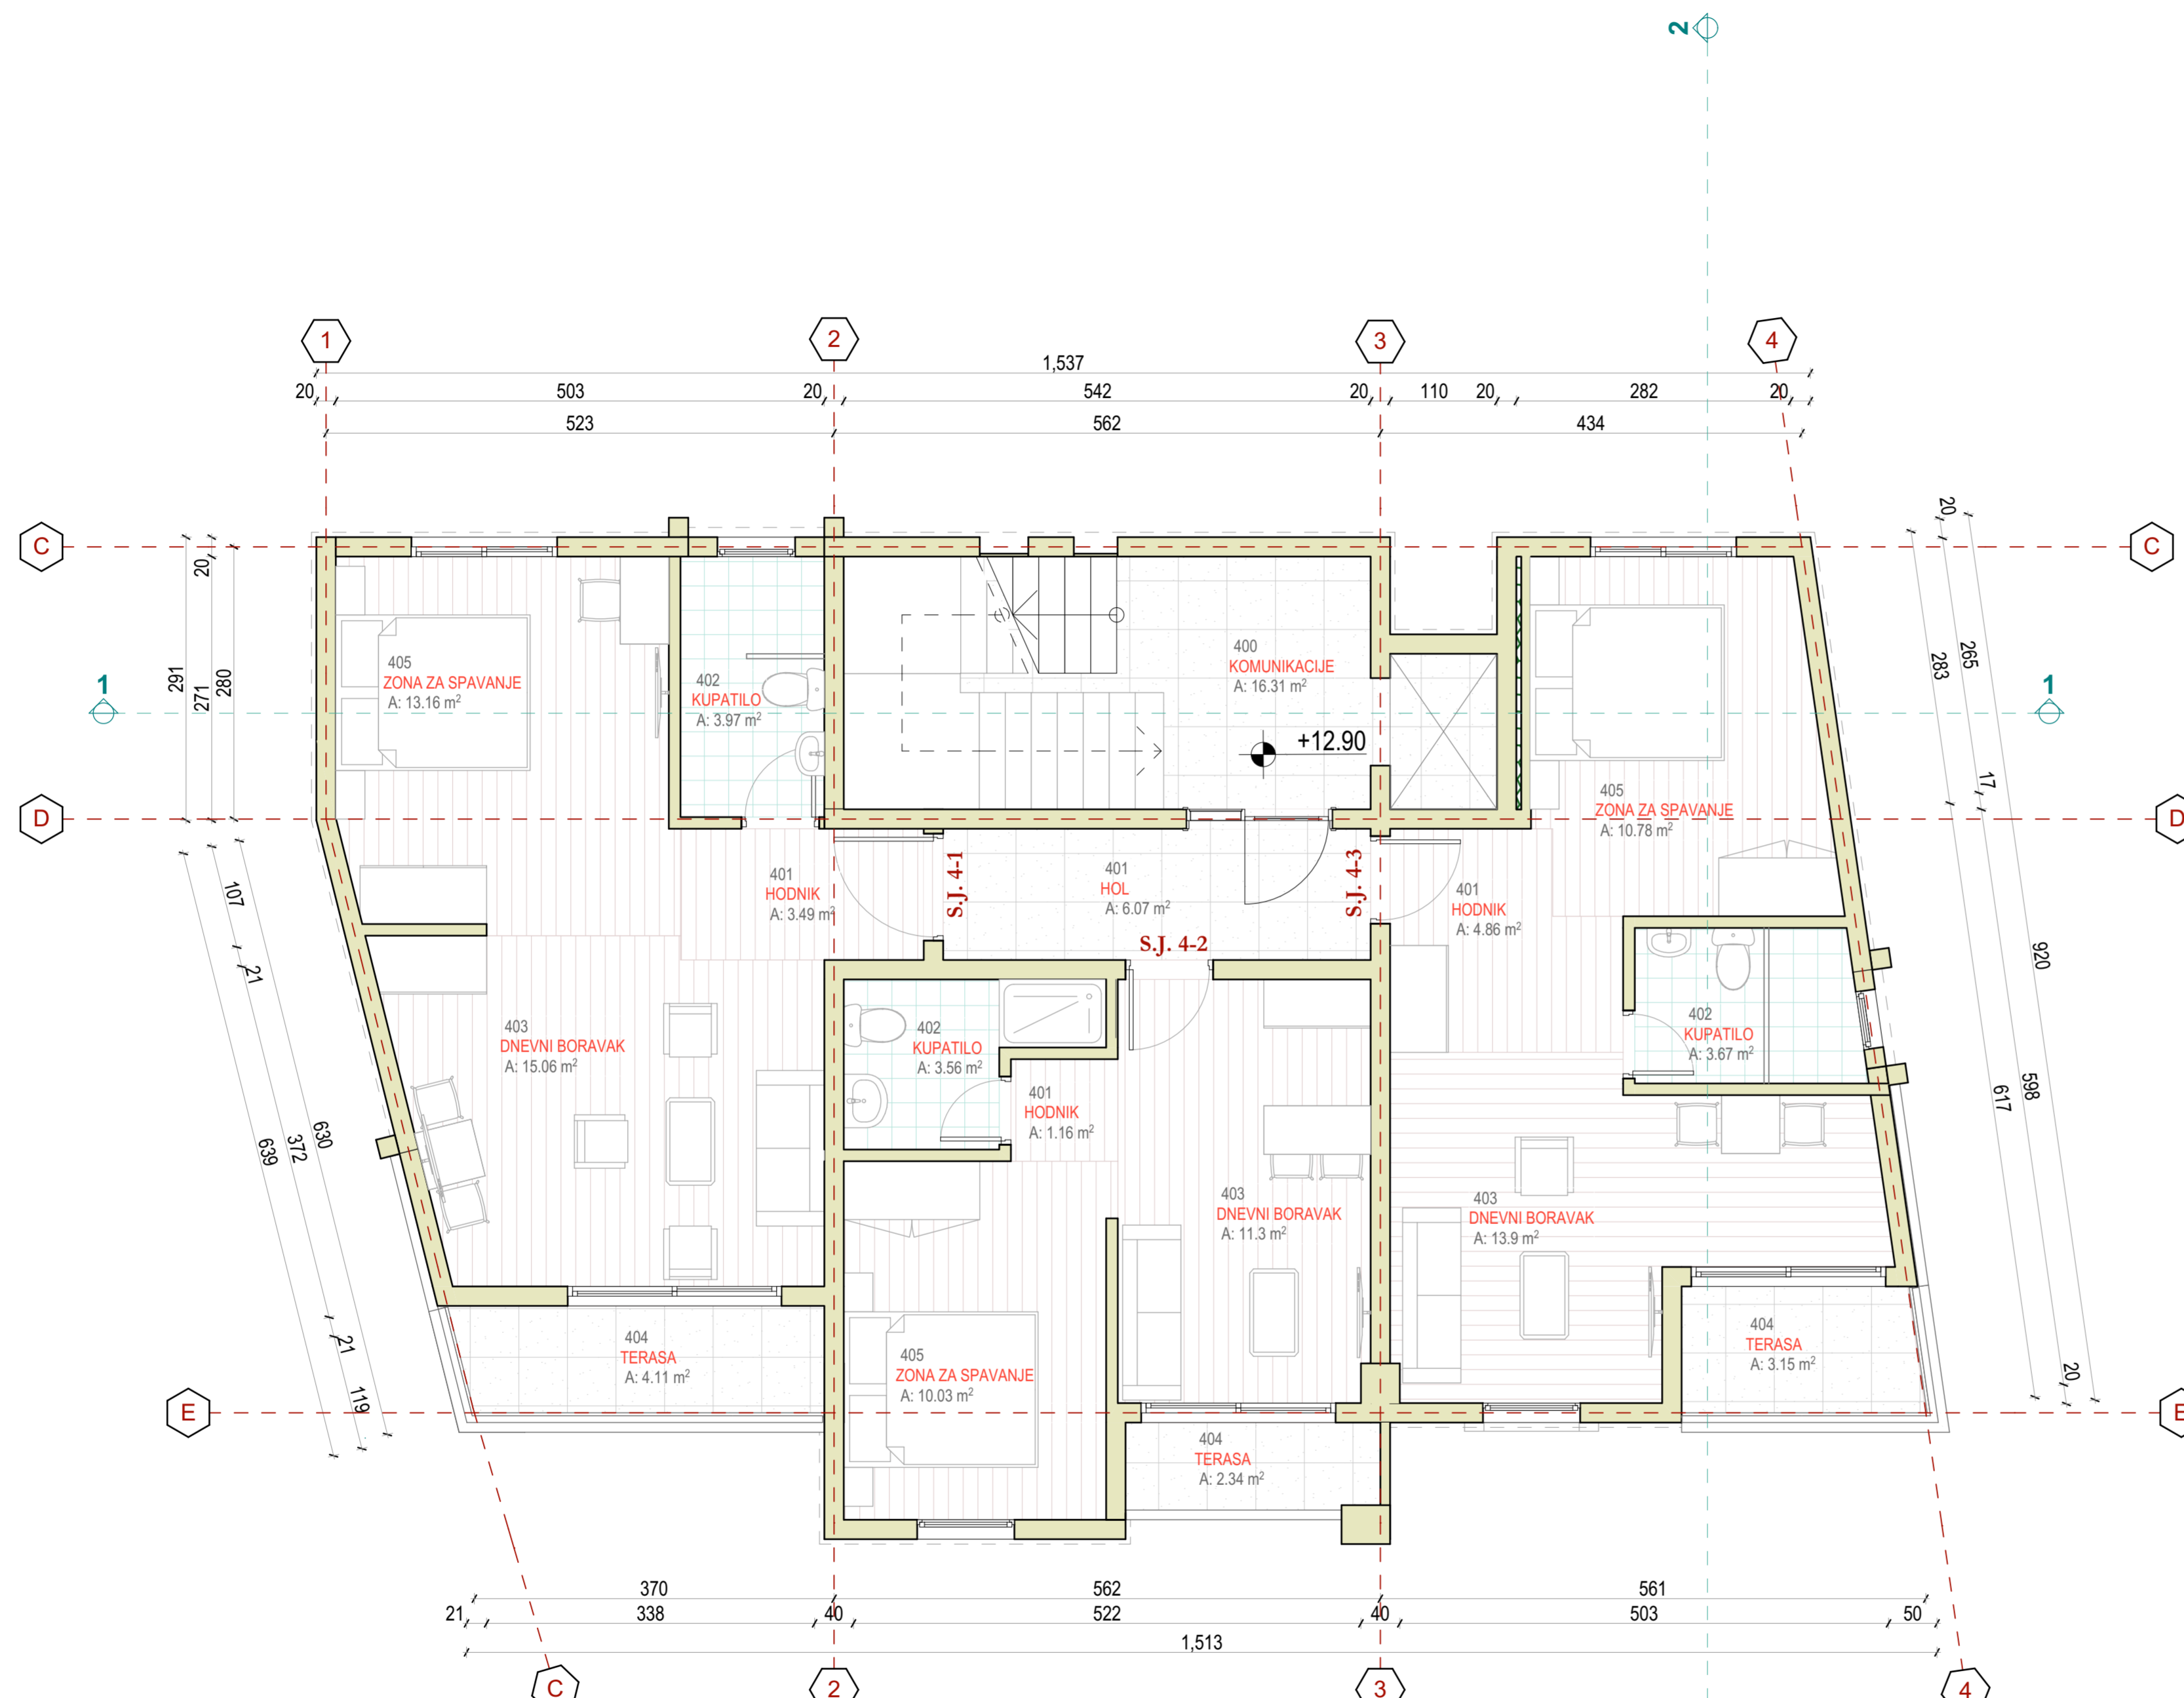 2
1
2
3
4
1,537
20
503
20
542
20
110
20
282
20
523
562
434
C
C
20
291
271
280
20
265
283
405
ZONA ZA SPAVANJE
A: 13.16 m²
402
KUPATILO
A: 3.97 m²
400
KOMUNIKACIJE
A: 16.31 m²
+12.90
1
1
405
ZONA ZA SPAVANJE
A: 10.78 m²
17
D
D
107
21
401
HODNIK
A: 3.49 m²
S.J. 4-1
401
HOL
A: 6.07 m²
S.J. 4-3
401
HODNIK
A: 4.86 m²
S.J. 4-2
920
598
617
403
DNEVNI BORAVAK
A: 15.06 m²
402
KUPATILO
A: 3.56 m²
401
HODNIK
A: 1.16 m²
402
KUPATILO
A: 3.67 m²
630
372
639
403
DNEVNI BORAVAK
A: 11.3 m²
403
DNEVNI BORAVAK
A: 13.9 m²
21
119
404
TERASA
A: 4.11 m²
405
ZONA ZA SPAVANJE
A: 10.03 m²
404
TERASA
A: 3.15 m²
20
E
E
404
TERASA
A: 2.34 m²
370
562
561
21
338
40
522
40
503
50
1,513
C
2
3
4